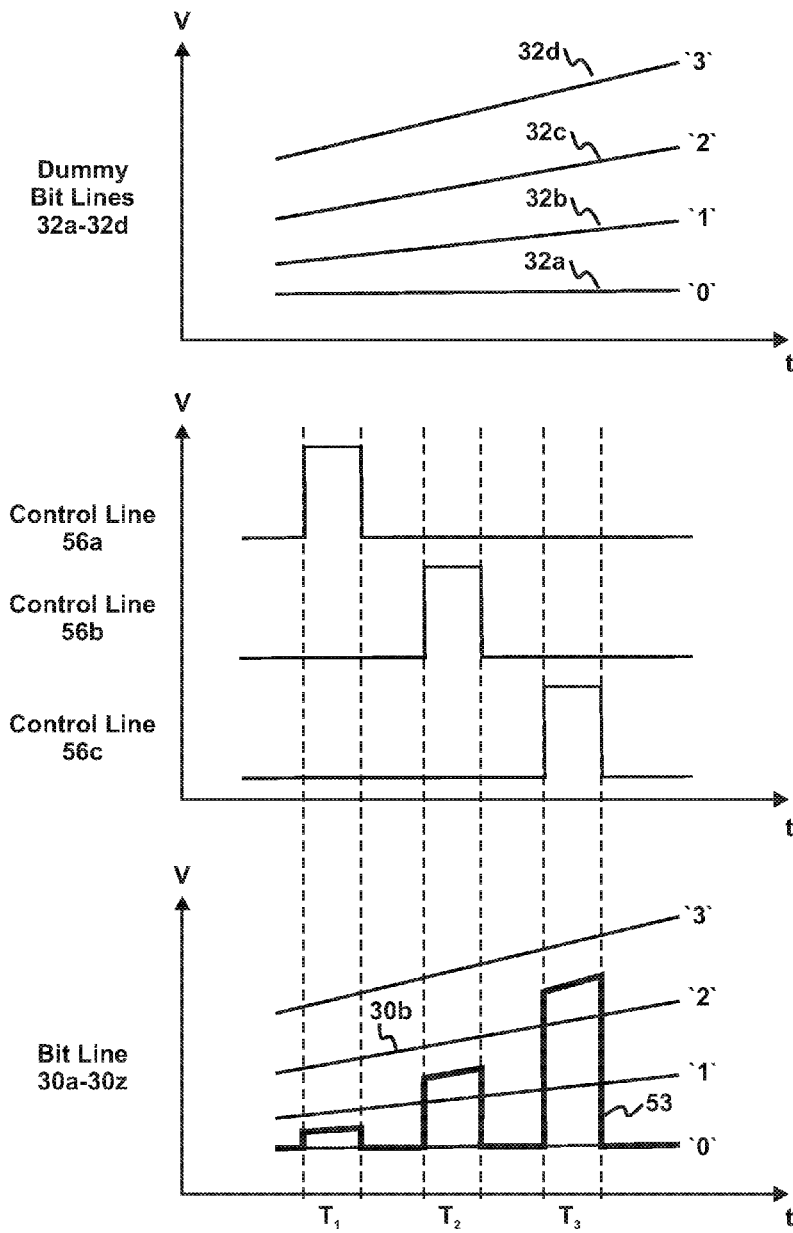 V
32d
`3`
32c
`2`
Dummy
Bit Lines
32a-32d
32b
`1`
32a
`0`
t
V
Control Line
56a
Control Line
56b
Control Line
56c
t
V
`3`
30b
`2`
Bit Line
30a-30z
`1`
53
`0`
T1 T2 T3
t